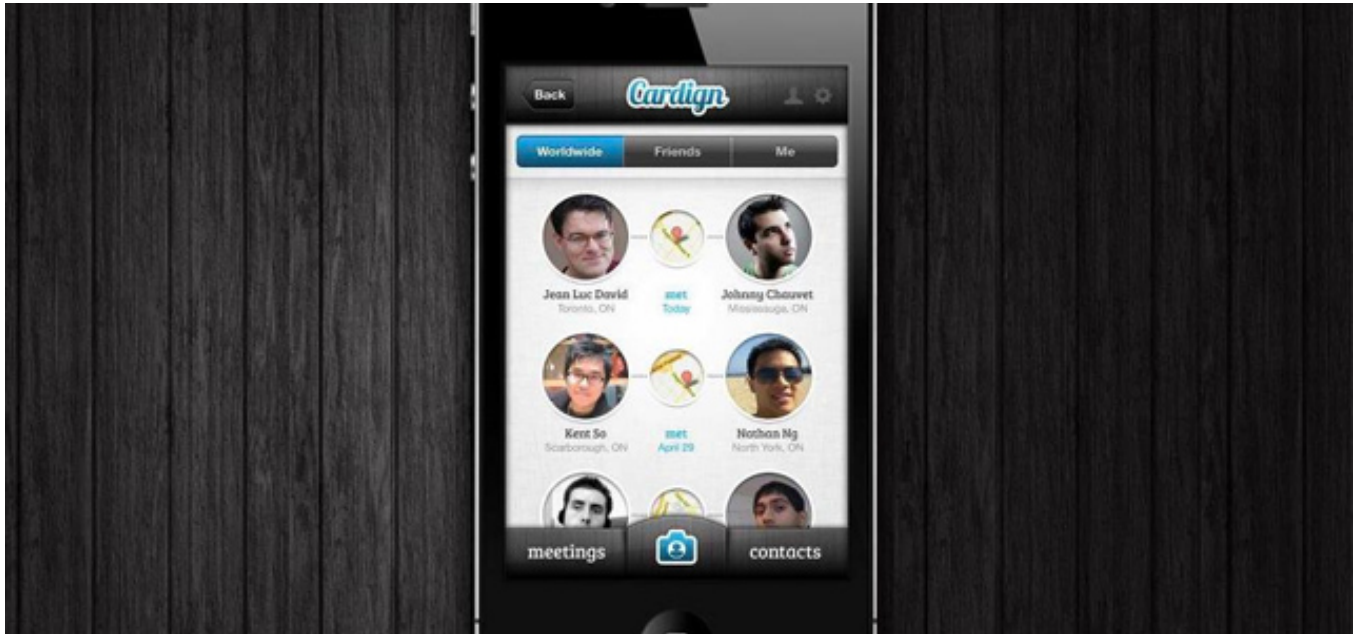 Back Cardign
Worldwide Friends Me
Jean Luc David met Johnny Chauvet
Toronto, ON Today Mississauga, ON
Kent So met Nathan Ng
Scarborough, ON April 29 North York, ON
meetings contacts